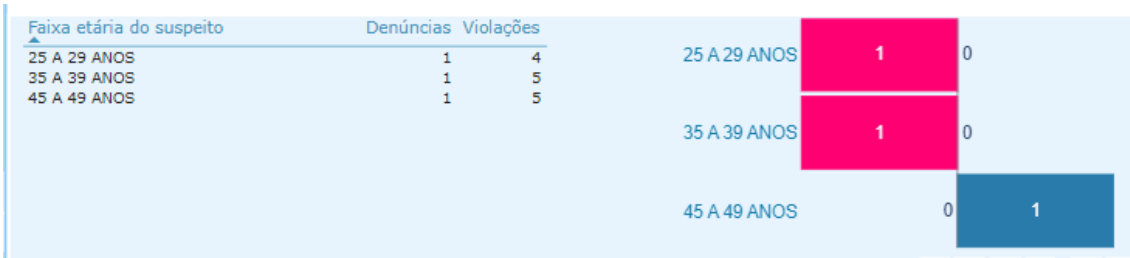 Faixa etária do suspeito Denúncias Violações
25 A 29 ANOS 1 4
35 A 39 ANOS 1 5
45 A 49 ANOS 1 5
25 A 29 ANOS 1 0
35 A 39 ANOS 1 0
45 A 49 ANOS 0 1